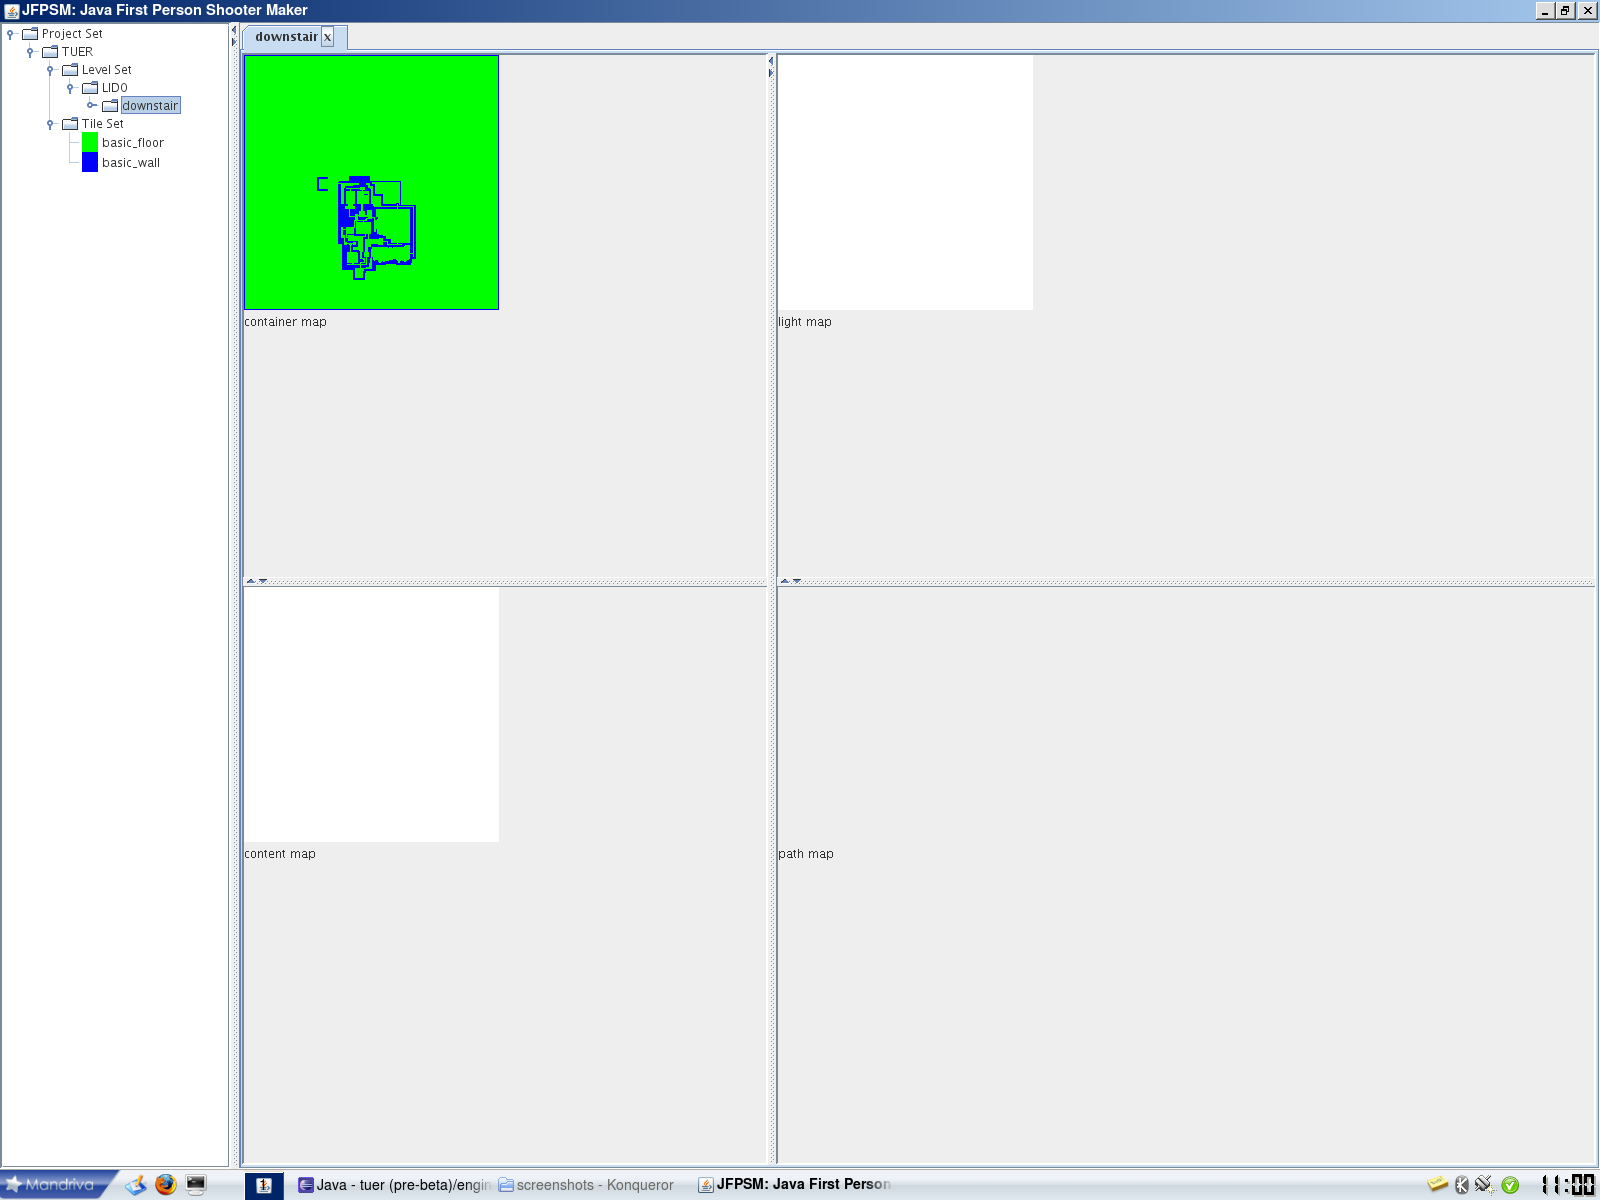 JFPSM: Java First Person Shooter Maker
Project Set
TUER
Level Set
LID0
downstair
Tile Set
basic_floor
basic_wall
downstair x
container map
light map
content map
path map
Mandriva
1
Java - tuer (pre-beta)/engin
screenshots - Konqueror
JFPSM: Java First Person
11:00